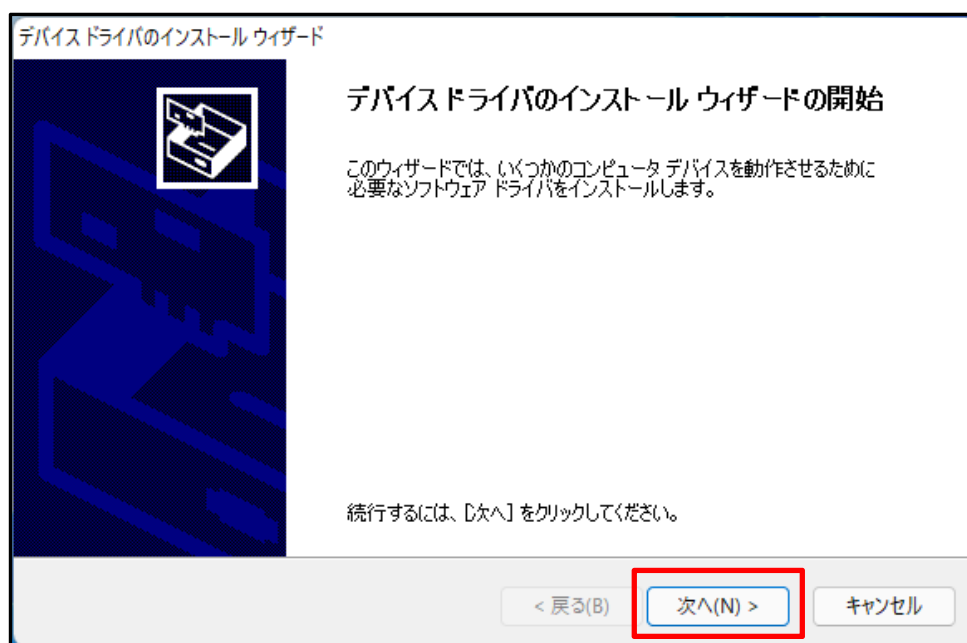 デバイス ドライバのインストール ウィザード
デバイス ドライバのインストール ウィザードの開始
このウィザードでは、いくつかのコンピュータ デバイスを動作させるために
必要なソフトウェア ドライバをインストールします。
続行するには、[次へ] をクリックしてください。
< 戻る(B)
次へ(N) >
キャンセル